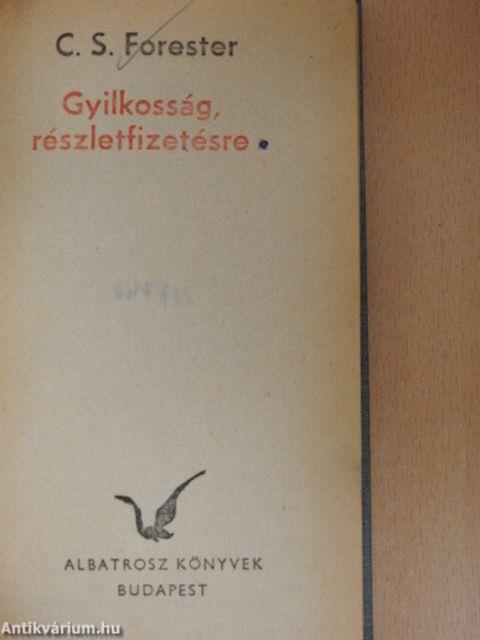 C. S. Forester
Gyilkosság,
részletfizetésre
ALBATROSZ KÖNYVEK
BUDAPEST
Antikvárium.hu